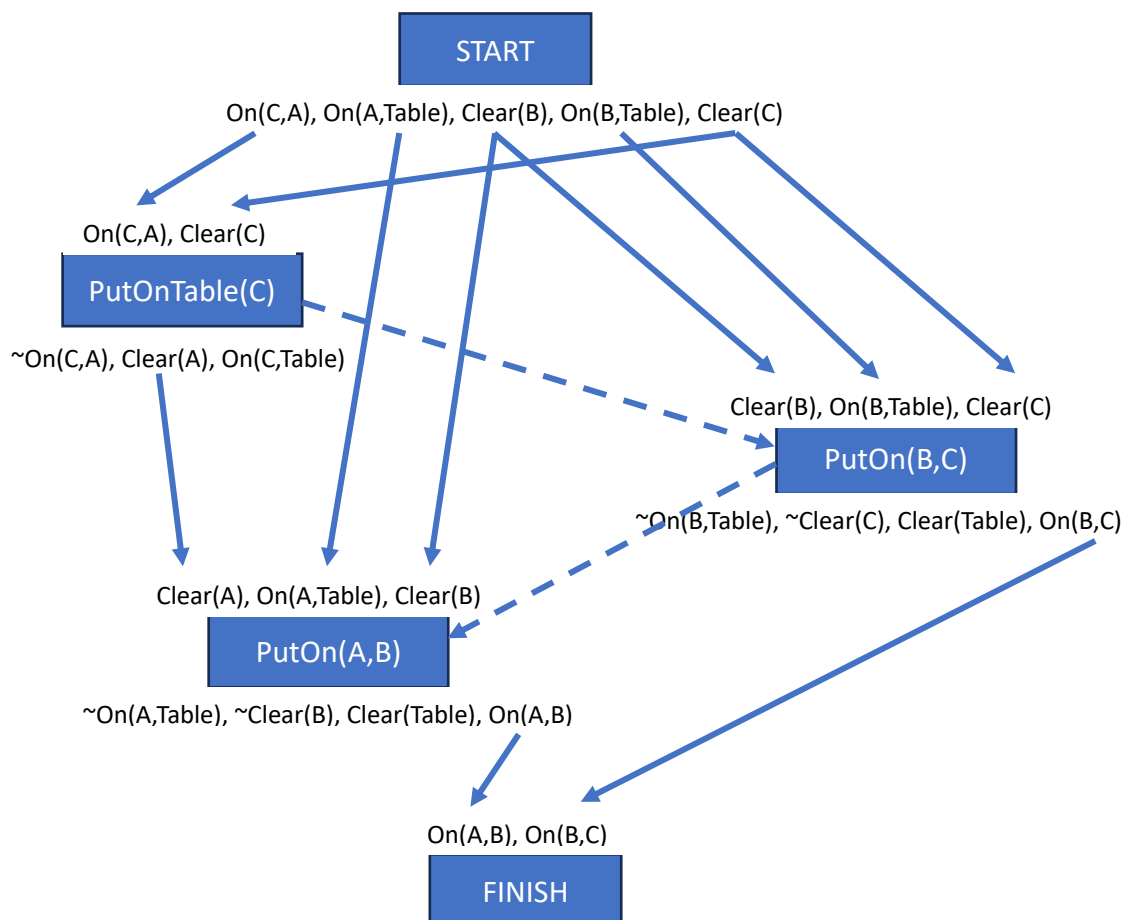 START
On(C,A), On(A,Table), Clear(B), On(B,Table), Clear(C)
On(C,A), Clear(C)
PutOnTable(C)
~On(C,A), Clear(A), On(C,Table)
Clear(B), On(B,Table), Clear(C)
PutOn(B,C)
~On(B,Table), ~Clear(C), Clear(Table), On(B,C)
Clear(A), On(A,Table), Clear(B)
PutOn(A,B)
~On(A,Table), ~Clear(B), Clear(Table), On(A,B)
On(A,B), On(B,C)
FINISH